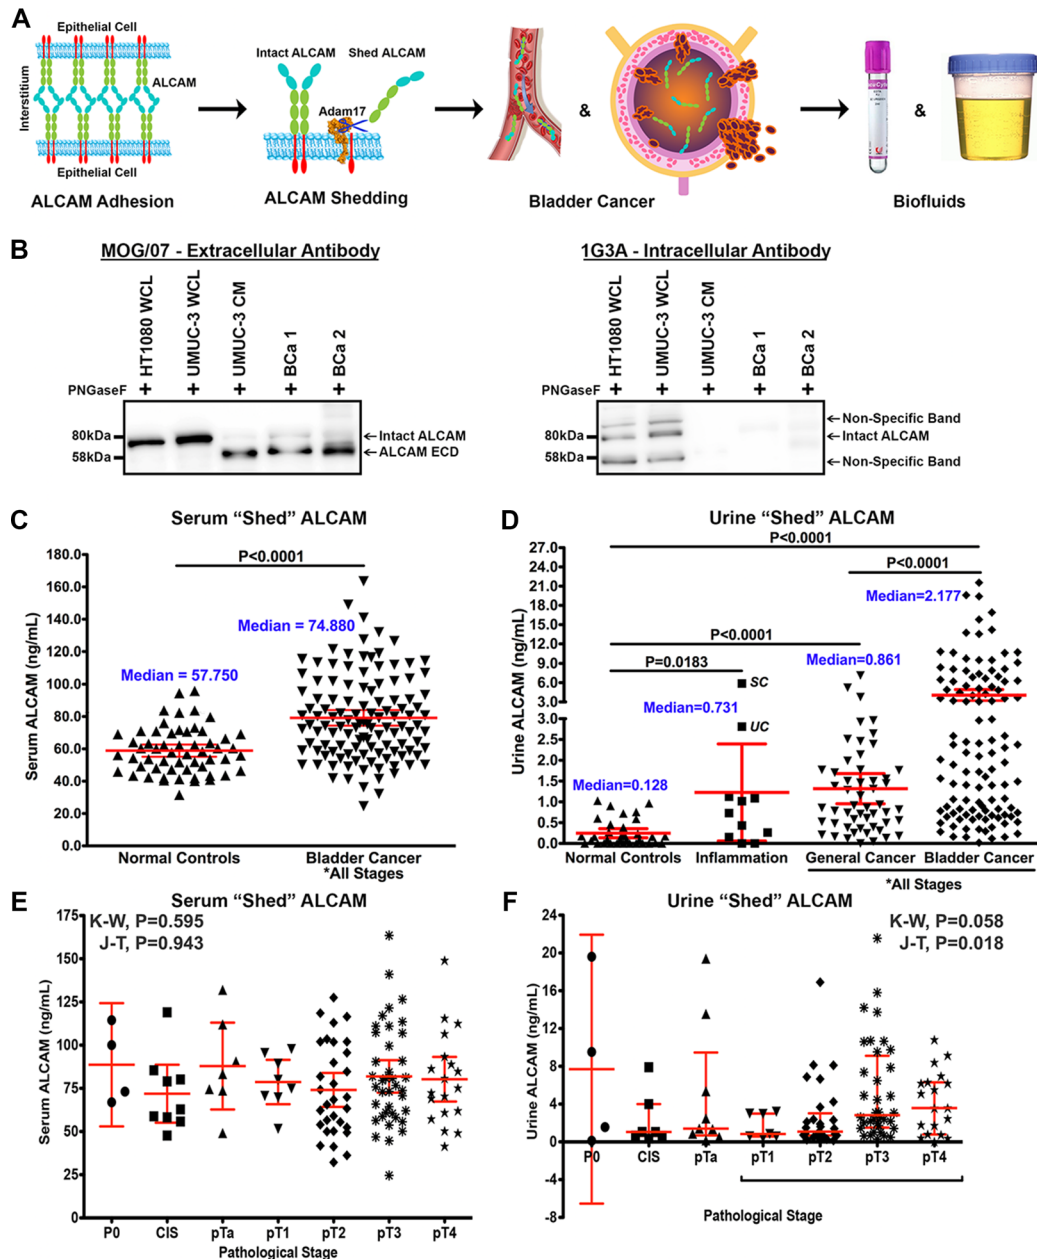 A
Epithelial Cell
Interstitium
ALCAM
Epithelial Cell
ALCAM Adhesion
Intact ALCAM
Shed ALCAM
Adam17
ALCAM Shedding
&
Bladder Cancer
&
Biofluids
B
MOG/07 - Extracellular Antibody
HT1080 WCL
UMUC-3 WCL
UMUC-3 CM
BCa 1
BCa 2
PNGaseF + + + + +
80kDa
58kDa
←Intact ALCAM
←ALCAM ECD
1G3A - Intracellular Antibody
HT1080 WCL
UMUC-3 WCL
UMUC-3 CM
BCa 1
BCa 2
PNGaseF + + + + +
80kDa
58kDa
←Non-Specific Band
←Intact ALCAM
←Non-Specific Band
C
Serum “Shed” ALCAM
Serum ALCAM (ng/mL)
180.0
160.0
140.0
120.0
100.0
80.0
60.0
40.0
20.0
0.0
P<0.0001
Median = 57.750
Median = 74.880
Normal Controls
Bladder Cancer
*All Stages
D
Urine “Shed” ALCAM
Urine ALCAM (ng/mL)
27.0
24.0
21.0
18.0
15.0
12.0
9.0
6.0
3.0
3.0
2.5
2.0
1.5
1.0
0.5
0.0
P<0.0001
P<0.0001
Median=2.177
P<0.0001
Median=0.861
P=0.0183
SC
Median=0.731
UC
Median=0.128
Normal Controls
Inflammation
General Cancer
Bladder Cancer
*All Stages
E
Serum “Shed” ALCAM
K-W, P=0.595
J-T, P=0.943
Serum ALCAM (ng/mL)
175
150
125
100
75
50
25
0
P0 CIS pTa pT1 pT2 pT3 pT4
Pathological Stage
F
Urine “Shed” ALCAM
K-W, P=0.058
J-T, P=0.018
Urine ALCAM (ng/mL)
24
20
16
12
8
4
0
-4
-8
P0 CIS pTa pT1 pT2 pT3 pT4
Pathological Stage